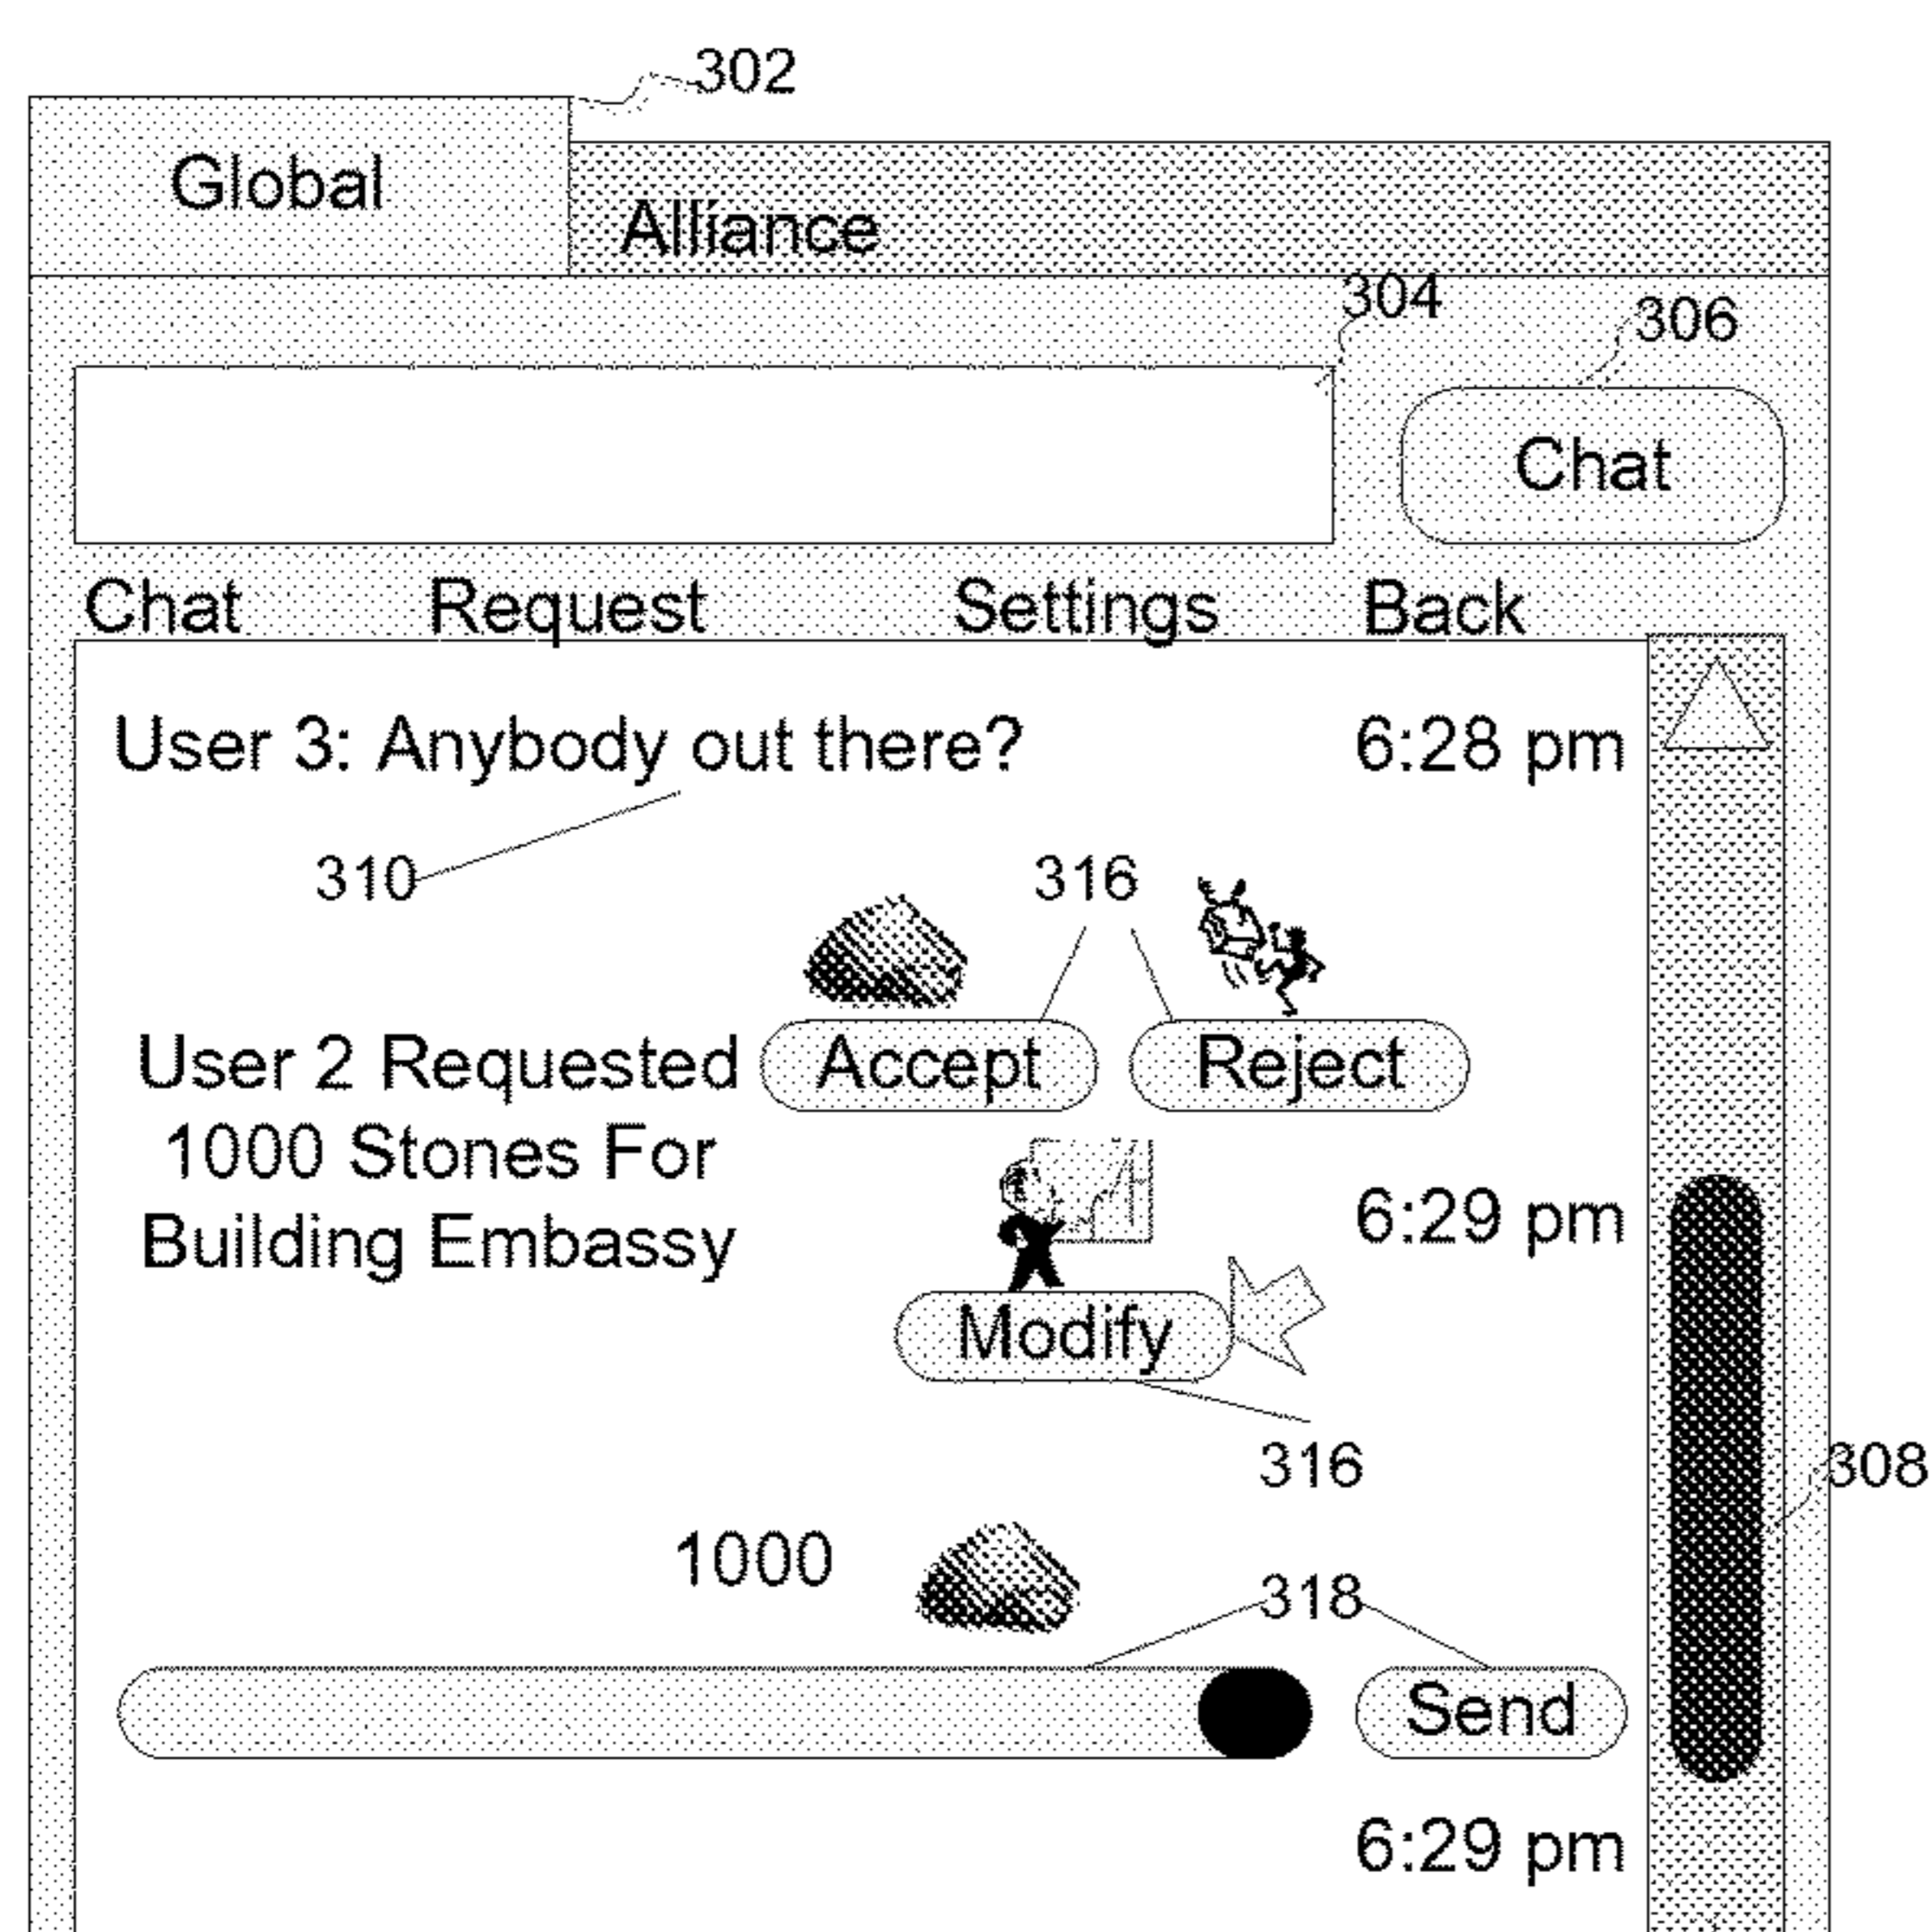 302
Global
Alliance
304
306
Chat
Chat Request Settings Back
User 3: Anybody out there? 6:28 pm
310
316
User 2 Requested
1000 Stones For
Building Embassy
Accept Reject
6:29 pm
Modify
316
308
1000
318
Send
6:29 pm